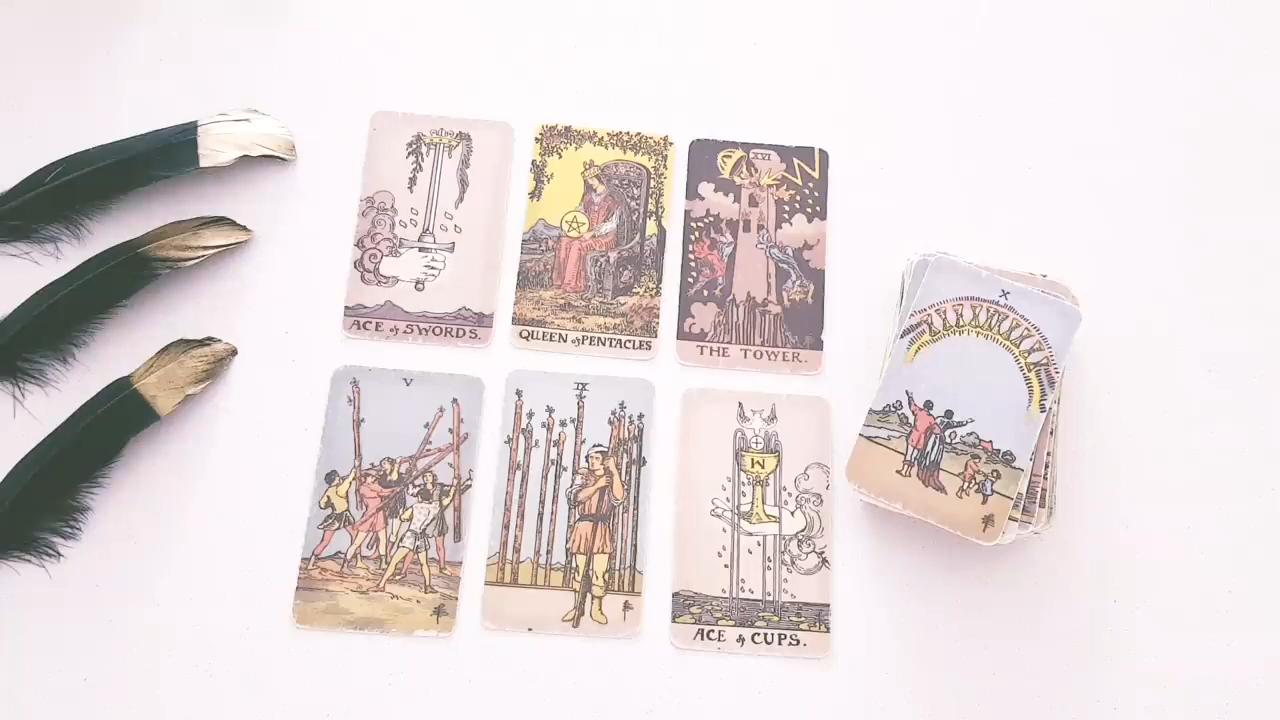 ACE of SWORDS.
QUEEN of PENTACLES
XVI
THE TOWER.
V
IX
W
ACE of CUPS.
X